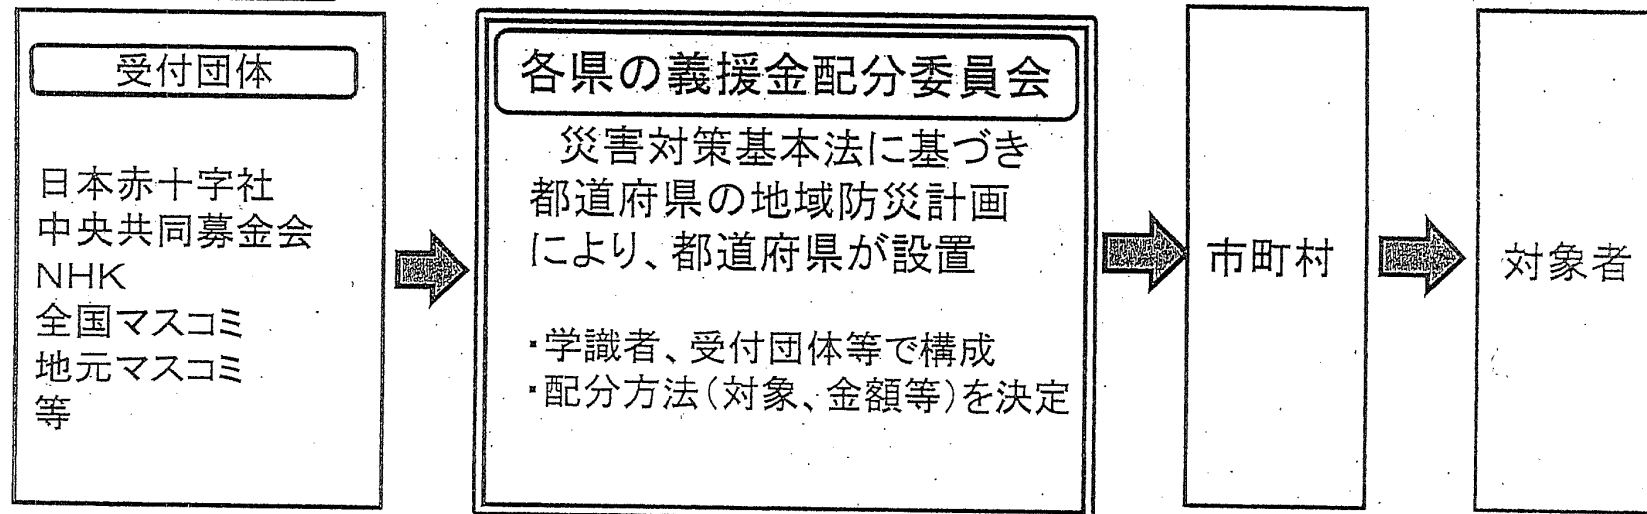 受付団体
日本赤十字社
中央共同募金会
NHK
全国マスコミ
地元マスコミ
等
各県の義援金配分委員会
災害対策基本法に基づき
都道府県の地域防災計画
により、都道府県が設置
・学識者、受付団体等で構成
・配分方法(対象、金額等)を決定
市町村
対象者